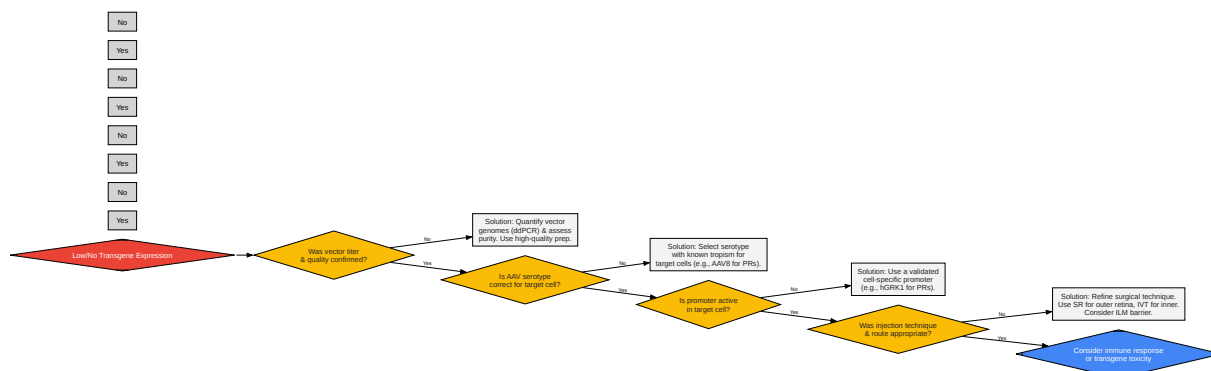 No
Yes
No
Yes
No
Yes
No
Yes
Low/No Transgene Expression
Was vector titer
& quality confirmed?
No
Yes
Solution: Quantify vector
genomes (ddPCR) & assess
purity. Use high-quality prep.
Is AAV serotype
correct for target cell?
No
Yes
Solution: Select serotype
with known tropism for
target cells (e.g., AAV8 for PRs).
Is promoter active
in target cell?
No
Yes
Solution: Use a validated
cell-specific promoter
(e.g., hGRK1 for PRs).
Was injection technique
& route appropriate?
No
Yes
Solution: Refine surgical technique.
Use SR for outer retina, IVT for inner.
Consider ILM barrier.
Consider immune response
or transgene toxicity